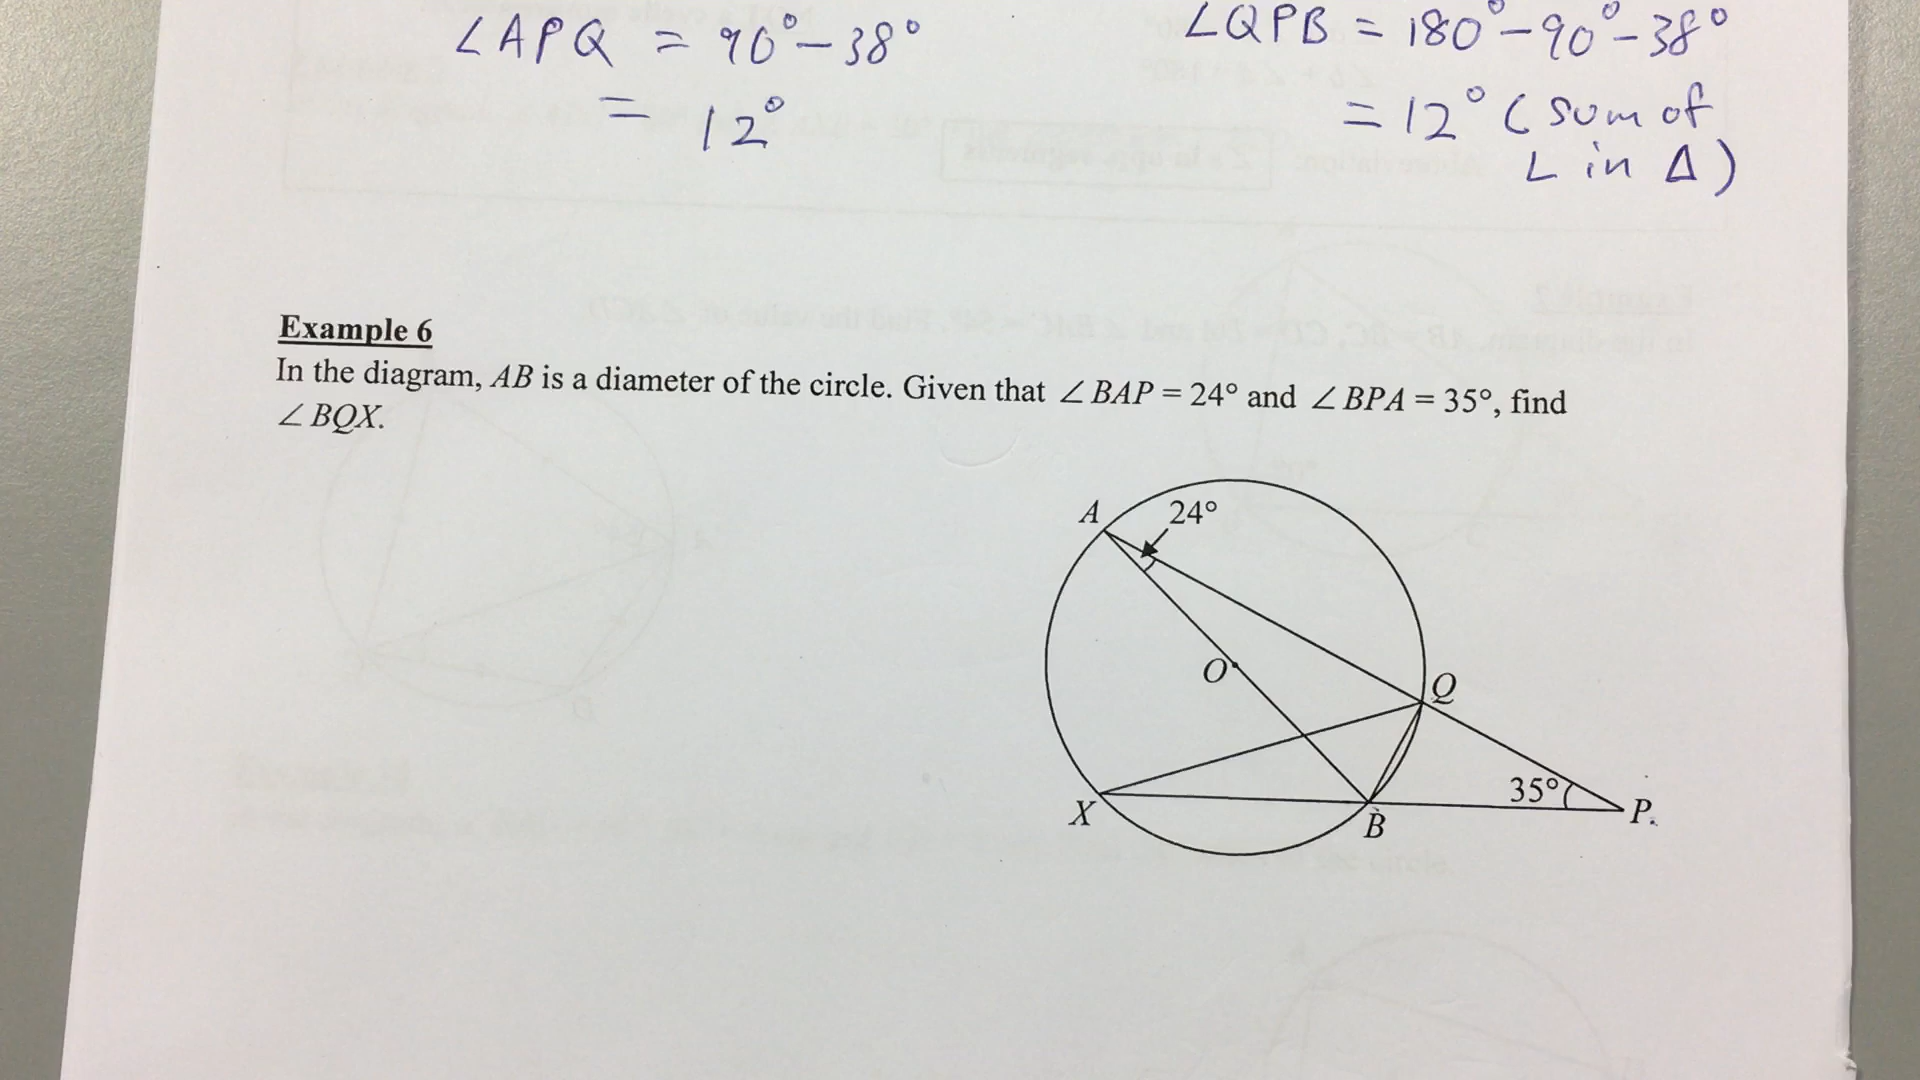 ∠APQ = 90° - 38°
= 12°
∠QPB = 180° - 90° - 38°
= 12° (sum of
∠ in Δ)
Example 6
In the diagram, AB is a diameter of the circle. Given that ∠BAP = 24° and ∠BPA = 35°, find
∠BQX.
A
24°
O
Q
35°
P.
X
B